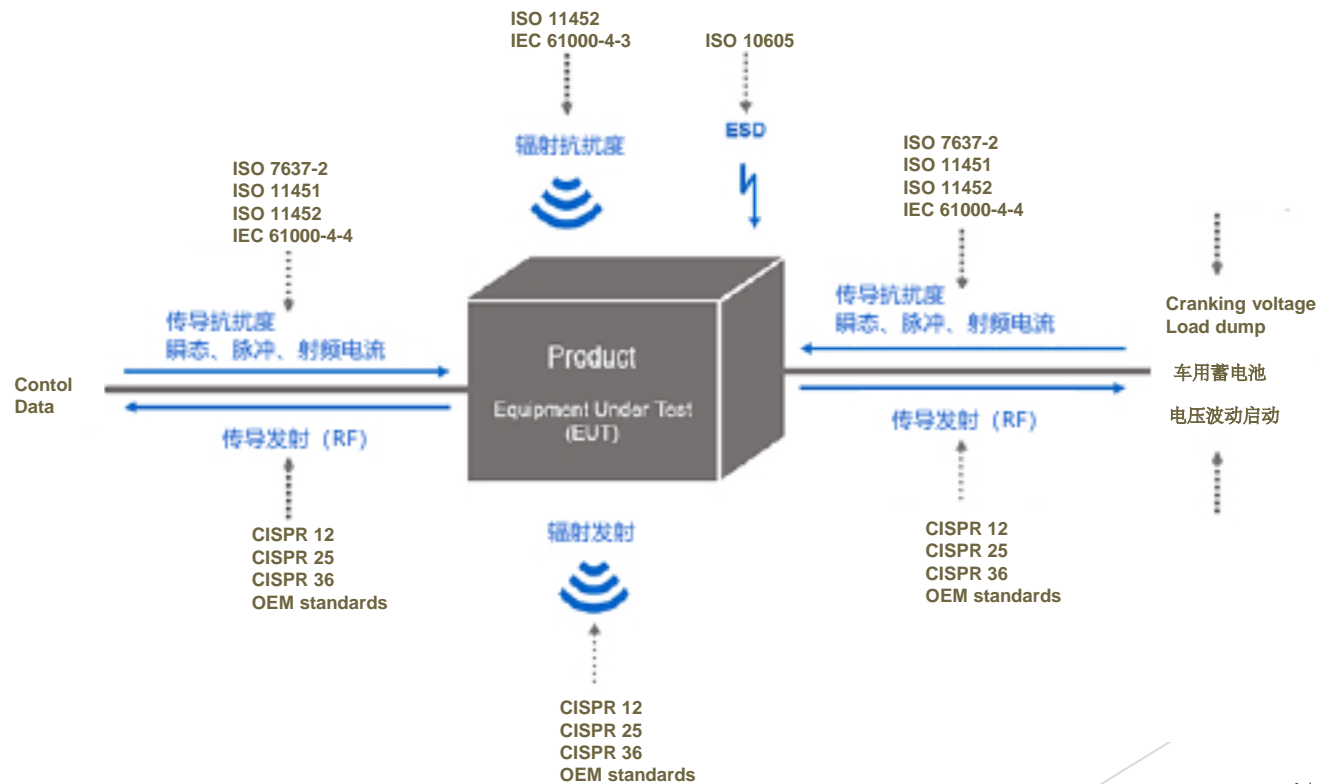 ISO 11452
IEC 61000-4-3
ISO 10605
辐射抗扰度
ESD
ISO 7637-2
ISO 11451
ISO 11452
IEC 61000-4-4
ISO 7637-2
ISO 11451
ISO 11452
IEC 61000-4-4
传导抗扰度
瞬态、脉冲、射频电流
传导抗扰度
瞬态、脉冲、射频电流
Cranking voltage
Load dump
Product
Equipment Under Test
(EUT)
Contol
Data
车用蓄电池
电压波动启动
传导发射 (RF)
传导发射 (RF)
辐射发射
CISPR 12
CISPR 25
CISPR 36
OEM standards
CISPR 12
CISPR 25
CISPR 36
OEM standards
CISPR 12
CISPR 25
CISPR 36
OEM standards